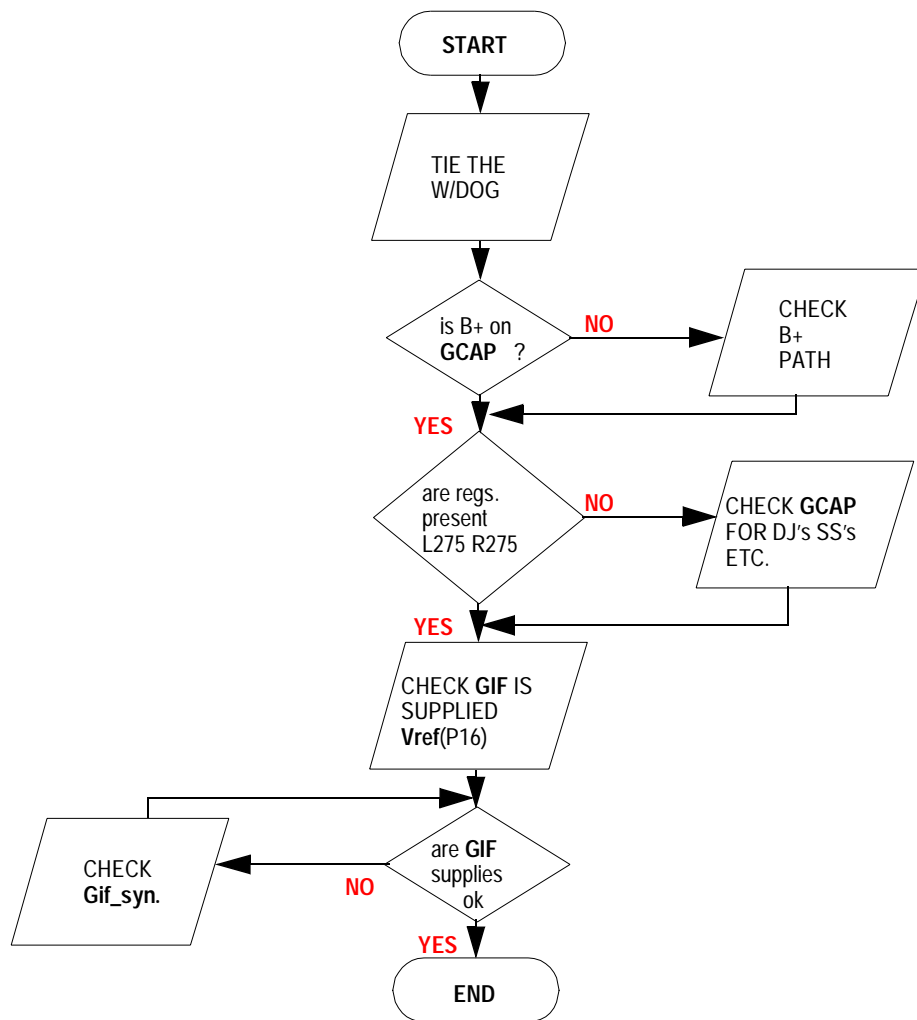 START
TIE THE
W/DOG
is B+ on
GCAP ?
NO
CHECK
B+
PATH
YES
are regs.
present
L275 R275
NO
CHECK GCAP
FOR DJ's SS's
ETC.
YES
CHECK GIF IS
SUPPLIED
Vref(P16)
are GIF
supplies
ok
NO
CHECK
Gif_syn.
YES
END